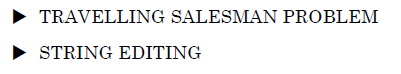 ▶ TRAVELLING SALESMAN PROBLEM
▶ STRING EDITING